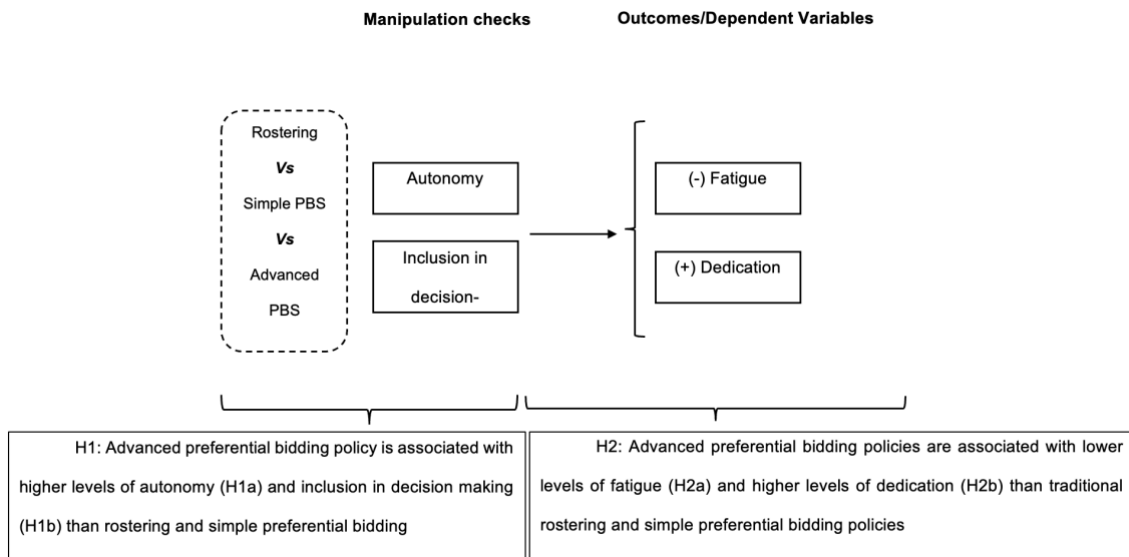 Manipulation checks
Outcomes/Dependent Variables
Rostering
Vs
Simple PBS
Vs
Advanced
PBS
Autonomy
Inclusion in
decision-
(-) Fatigue
(+) Dedication
H1: Advanced preferential bidding policy is associated with
higher levels of autonomy (H1a) and inclusion in decision making
(H1b) than rostering and simple preferential bidding
H2: Advanced preferential bidding policies are associated with lower
levels of fatigue (H2a) and higher levels of dedication (H2b) than traditional
rostering and simple preferential bidding policies